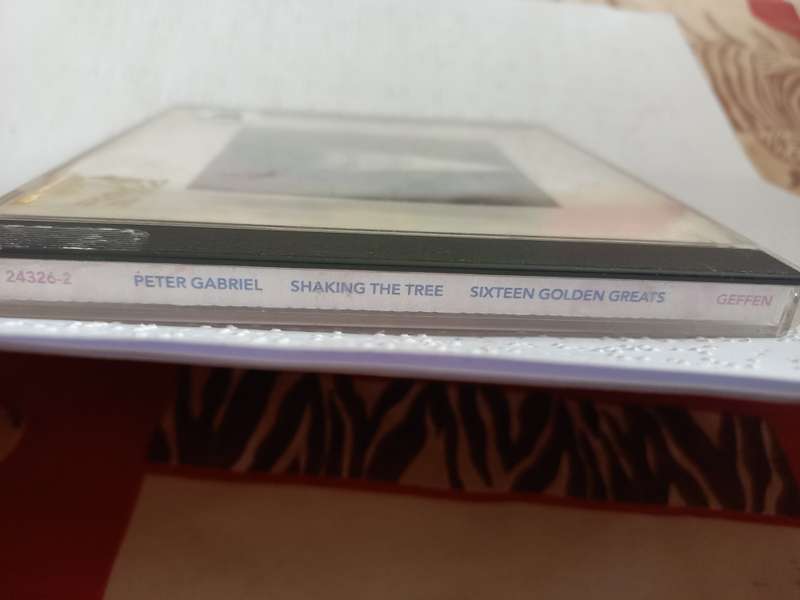 24326-2 PETER GABRIEL SHAKING THE TREE SIXTEEN GOLDEN GREATS GEFFEN